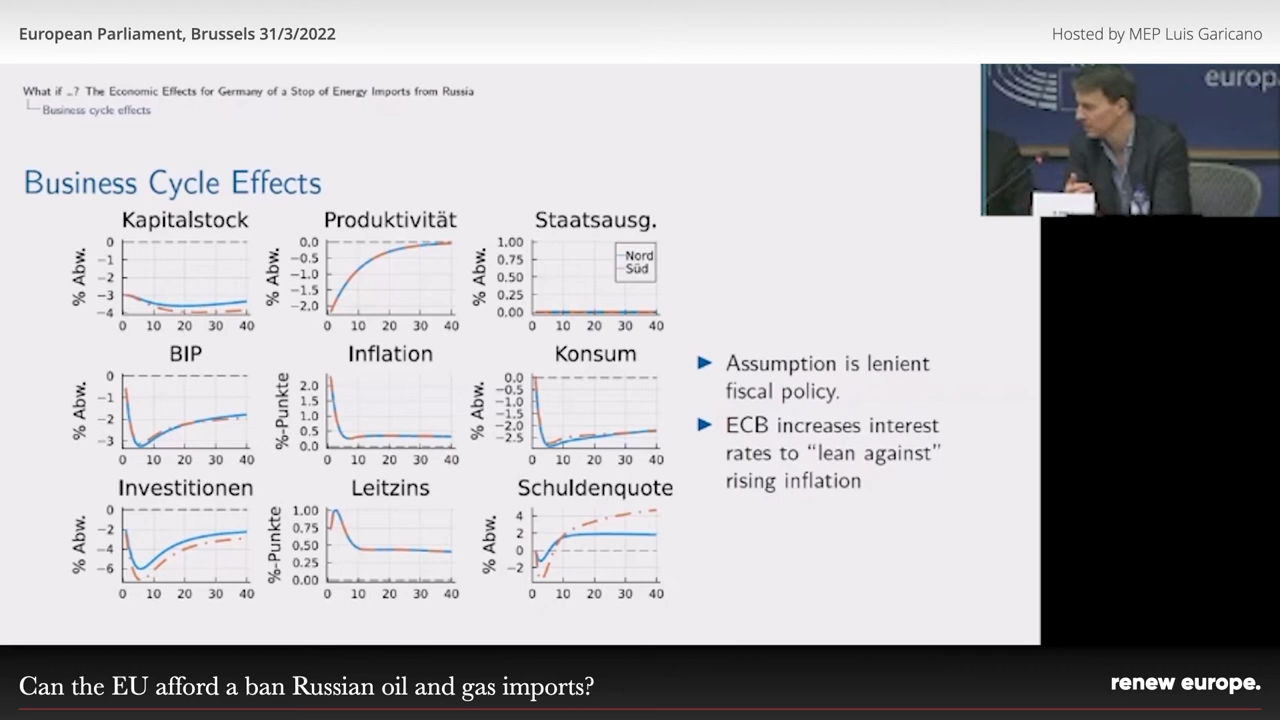 European Parliament, Brussels 31/3/2022
Hosted by MEP Luis Garicano
What if ...? The Economic Effects for Germany of a Stop of Energy Imports from Russia
Business cycle effects
europ
Business Cycle Effects
Kapitalstock
% Abw.
0
−1
−2
−3
−4
0 10 20 30 40
Produktivität
% Abw.
0.0
−0.5
−1.0
−1.5
−2.0
0 10 20 30 40
Staatsausg.
% Abw.
1.00
0.75
0.50
0.25
0.00
Nord
Süd
0 10 20 30 40
BIP
% Abw.
0
−1
−2
−3
0 10 20 30 40
Inflation
%-Punkte
2.0
1.5
1.0
0.5
0.0
0 10 20 30 40
Konsum
% Abw.
0.0
−0.5
−1.0
−1.5
−2.0
−2.5
0 10 20 30 40
Investitionen
% Abw.
0
−2
−4
−6
0 10 20 30 40
Leitzins
%-Punkte
1.00
0.75
0.50
0.25
0.00
0 10 20 30 40
Schuldenquote
% Abw.
4
2
0
−2
0 10 20 30 40
Assumption is lenient
fiscal policy.
ECB increases interest
rates to “lean against”
rising inflation
Can the EU afford a ban Russian oil and gas imports?
renew europe.